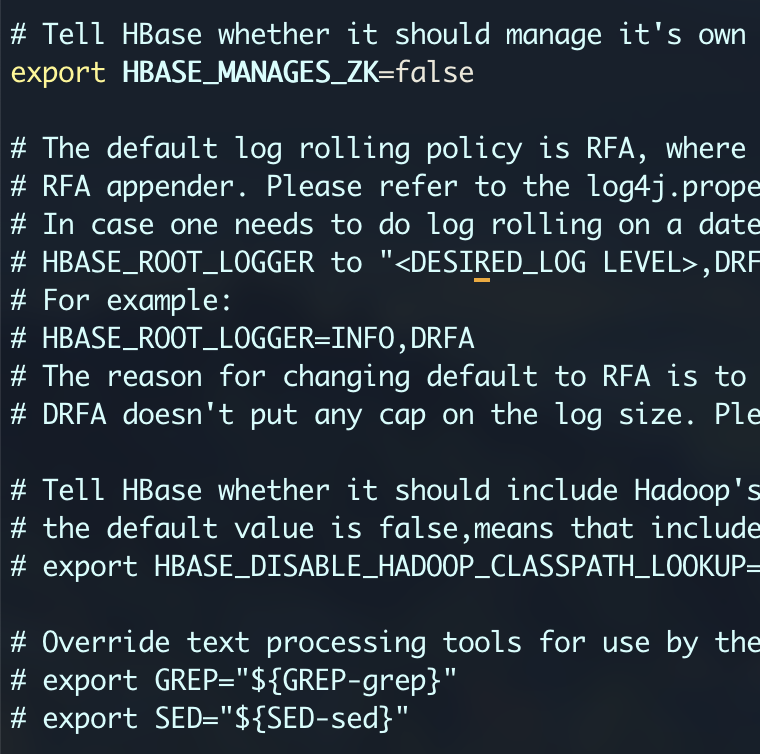 # Tell HBase whether it should manage it's own
export HBASE_MANAGES_ZK=false
# The default log rolling policy is RFA, where
# RFA appender. Please refer to the log4j.prope
# In case one needs to do log rolling on a date
# HBASE_ROOT_LOGGER to "<DESIRED_LOG LEVEL>,DRF
# For example:
# HBASE_ROOT_LOGGER=INFO,DRFA
# The reason for changing default to RFA is to
# DRFA doesn't put any cap on the log size. Ple
# Tell HBase whether it should include Hadoop's
# the default value is false,means that include
# export HBASE_DISABLE_HADOOP_CLASSPATH_LOOKUP=
# Override text processing tools for use by the
# export GREP="${GREP-grep}"
# export SED="${SED-sed}"